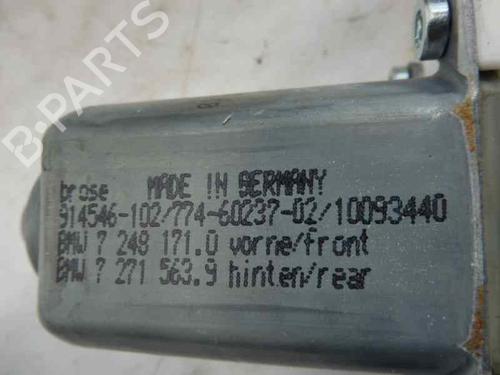 B-PARTS
brose MADE IN GERMANY
914546-102/774-60237-02/10093440
BMW 7 248 171.0 vorne/front
BMW 7 271 563.9 hinten/rear